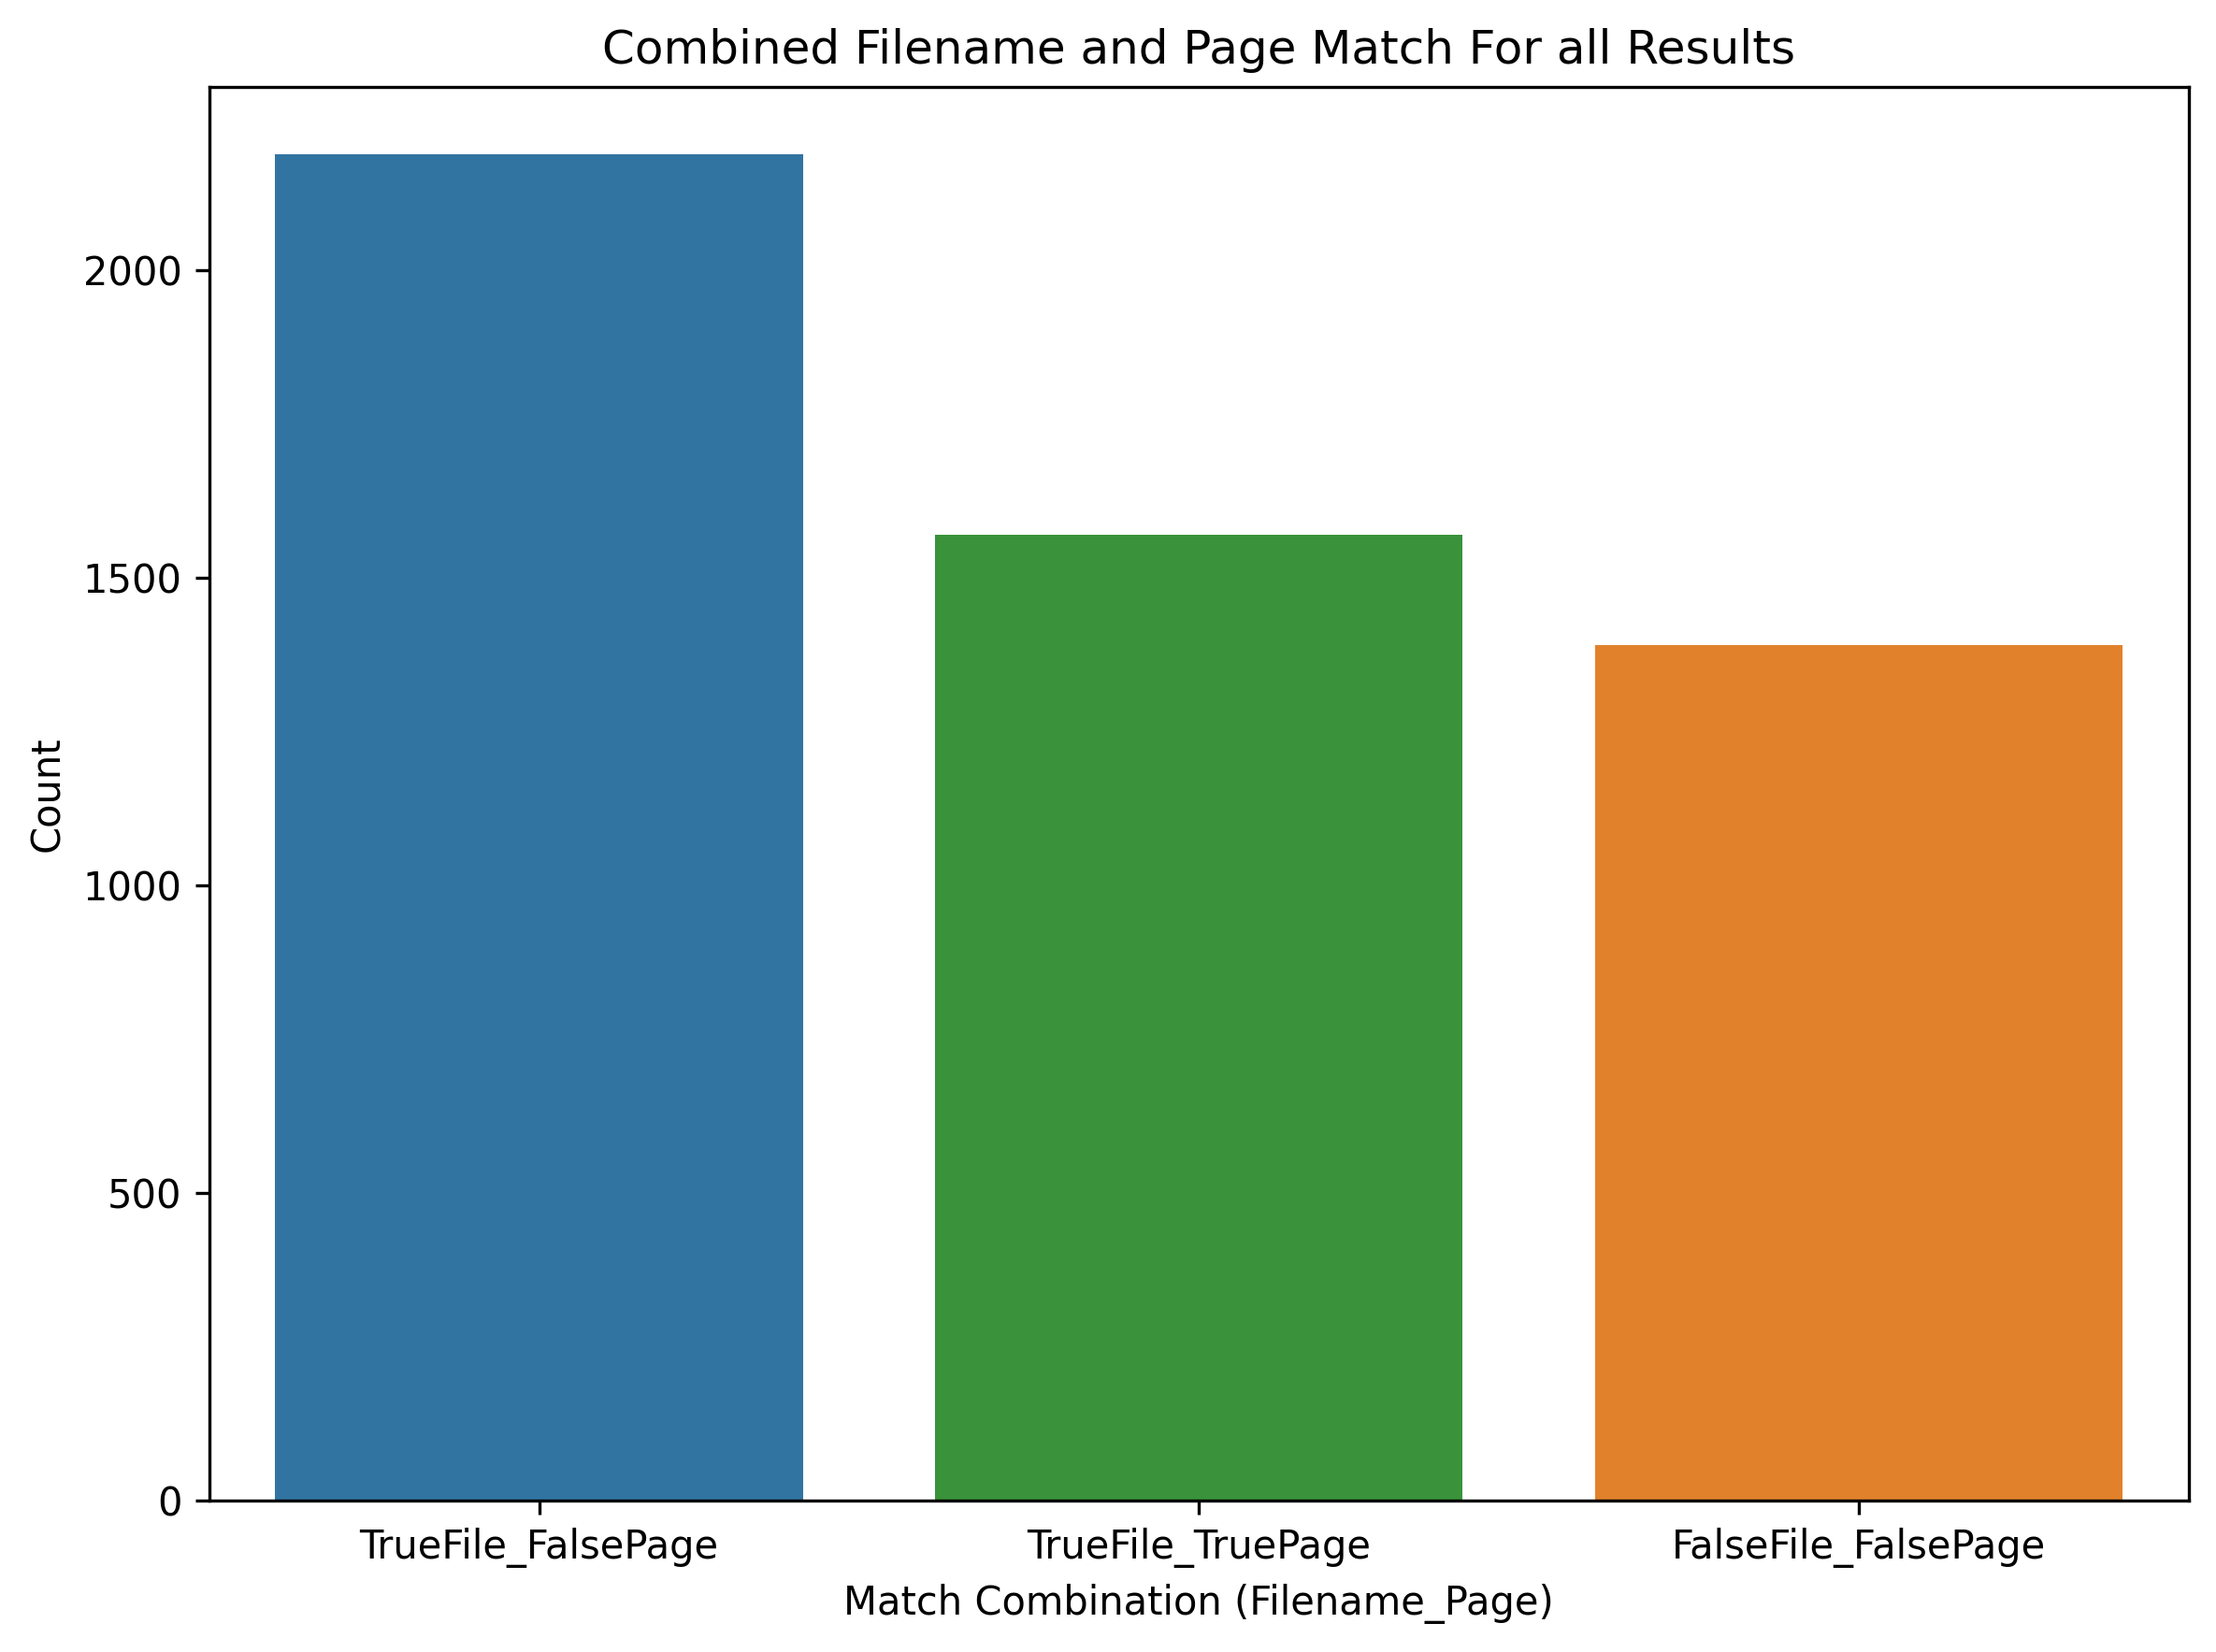 Combined Filename and Page Match For all Results
Count
2000
1500
1000
500
0
TrueFile_FalsePage
TrueFile_TruePage
FalseFile_FalsePage
Match Combination (Filename_Page)